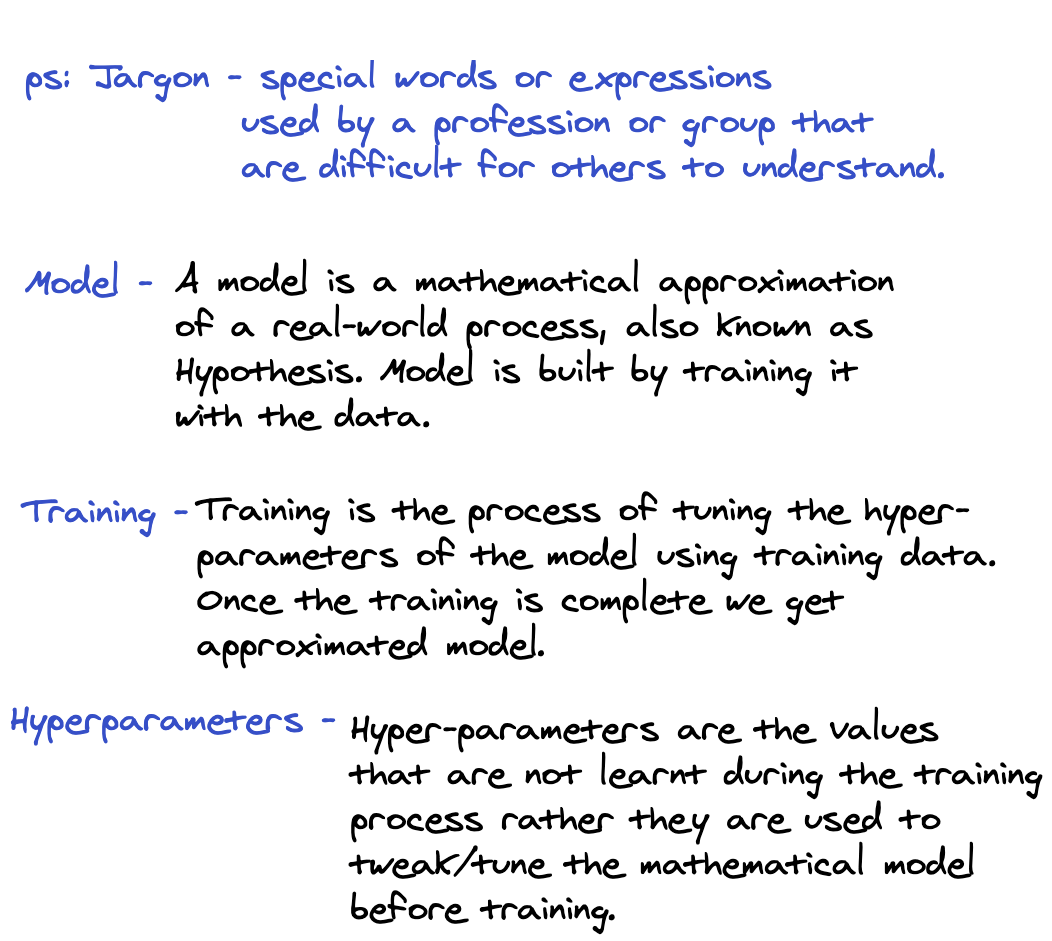 ps: Jargon - special words or expressions
used by a profession or group that
are difficult for others to understand.
Model - A model is a mathematical approximation
of a real-world process, also known as
Hypothesis. Model is built by training it
with the data.
Training - Training is the process of tuning the hyper-
parameters of the model using training data.
Once the training is complete we get
approximated model.
Hyperparameters - Hyper-parameters are the values
that are not learnt during the training
process rather they are used to
tweak/tune the mathematical model
before training.